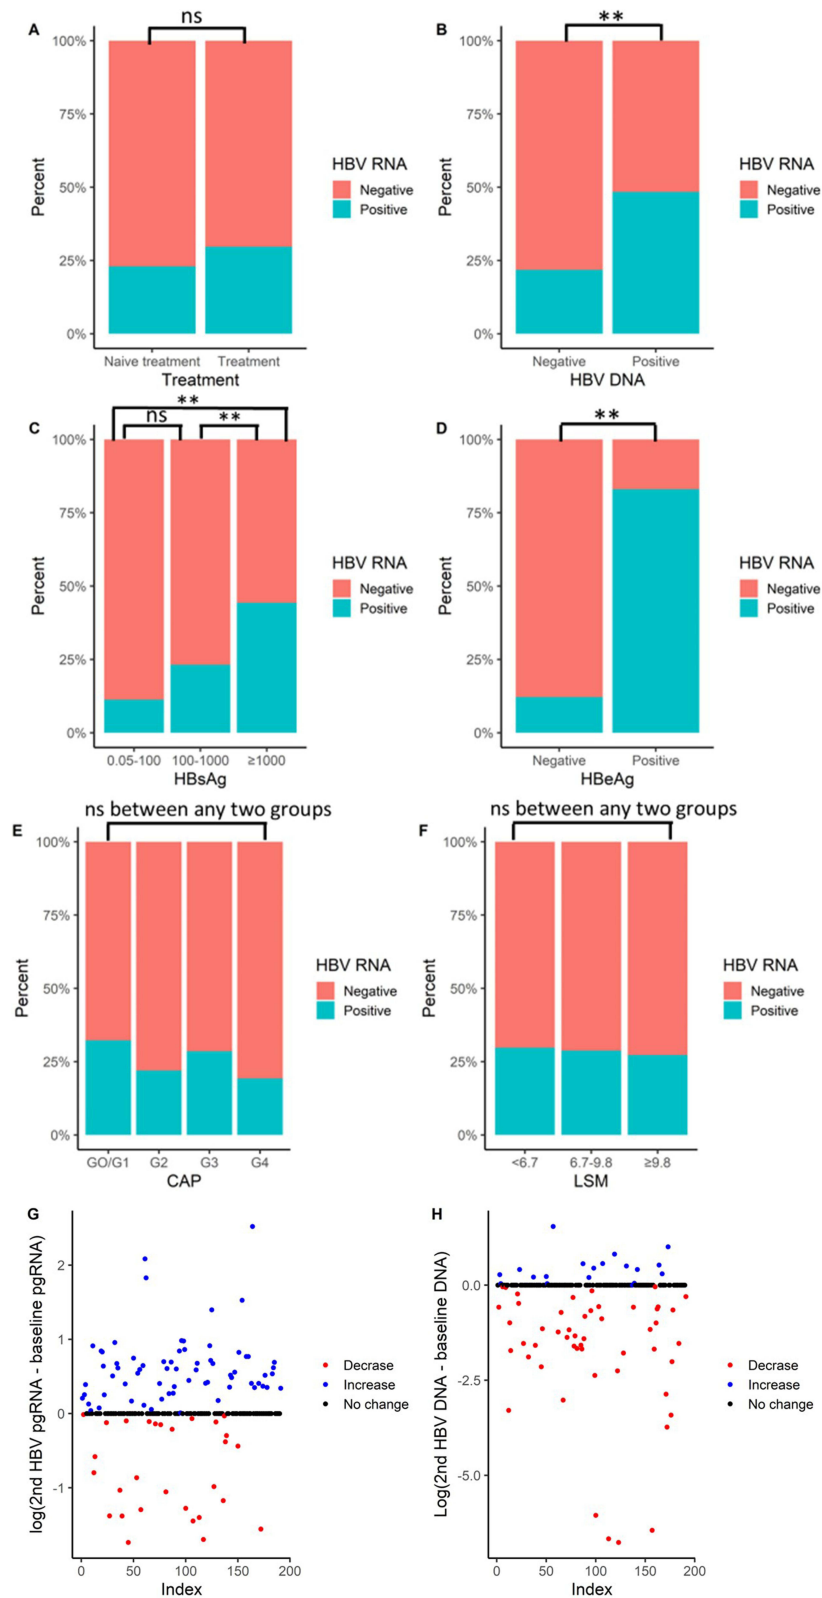 A
ns
100%
75%
50%
25%
0%
Percent
Naive treatment Treatment
Treatment
HBV RNA
Negative
Positive
B
**
100%
75%
50%
25%
0%
Percent
Negative Positive
HBV DNA
HBV RNA
Negative
Positive
C
**
ns **
100%
75%
50%
25%
0%
Percent
0.05-100 100-1000 ≥1000
HBsAg
HBV RNA
Negative
Positive
D
**
100%
75%
50%
25%
0%
Percent
Negative Positive
HBeAg
HBV RNA
Negative
Positive
E
ns between any two groups
100%
75%
50%
25%
0%
Percent
GO/G1 G2 G3 G4
CAP
HBV RNA
Negative
Positive
F
ns between any two groups
100%
75%
50%
25%
0%
Percent
<6.7 6.7-9.8 ≥9.8
LSM
HBV RNA
Negative
Positive
G
2
1
0
-1
log(2nd HBV pgRNA - baseline pgRNA)
0 50 100 150 200
Index
Decrase
Increase
No change
H
0.0
-2.5
-5.0
Log(2nd HBV DNA - baseline DNA)
0 50 100 150 200
Index
Decrase
Increase
No change